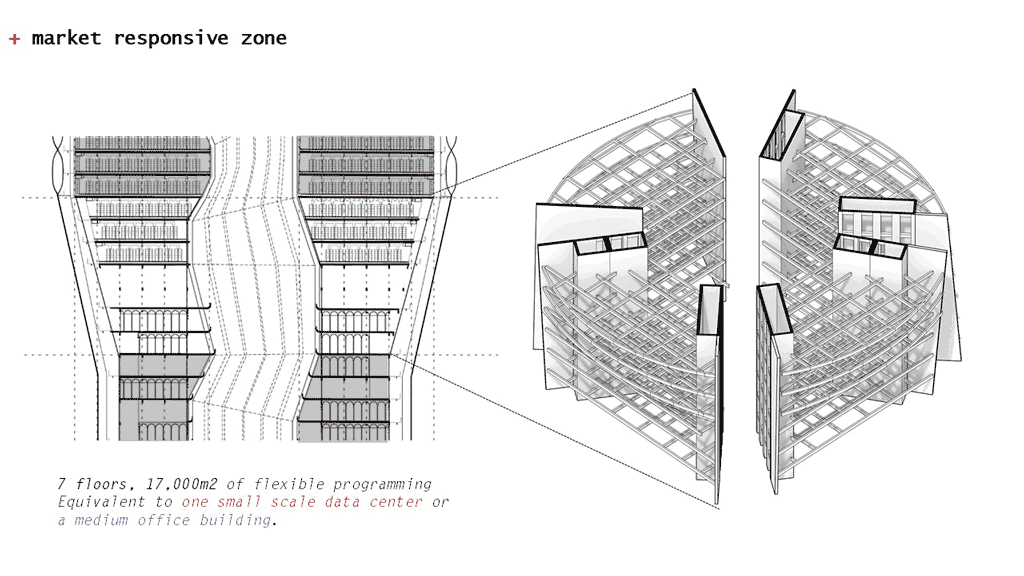 + market responsive zone
7 floors, 17,000m2 of flexible programming
Equivalent to one small scale data center or
a medium office building.